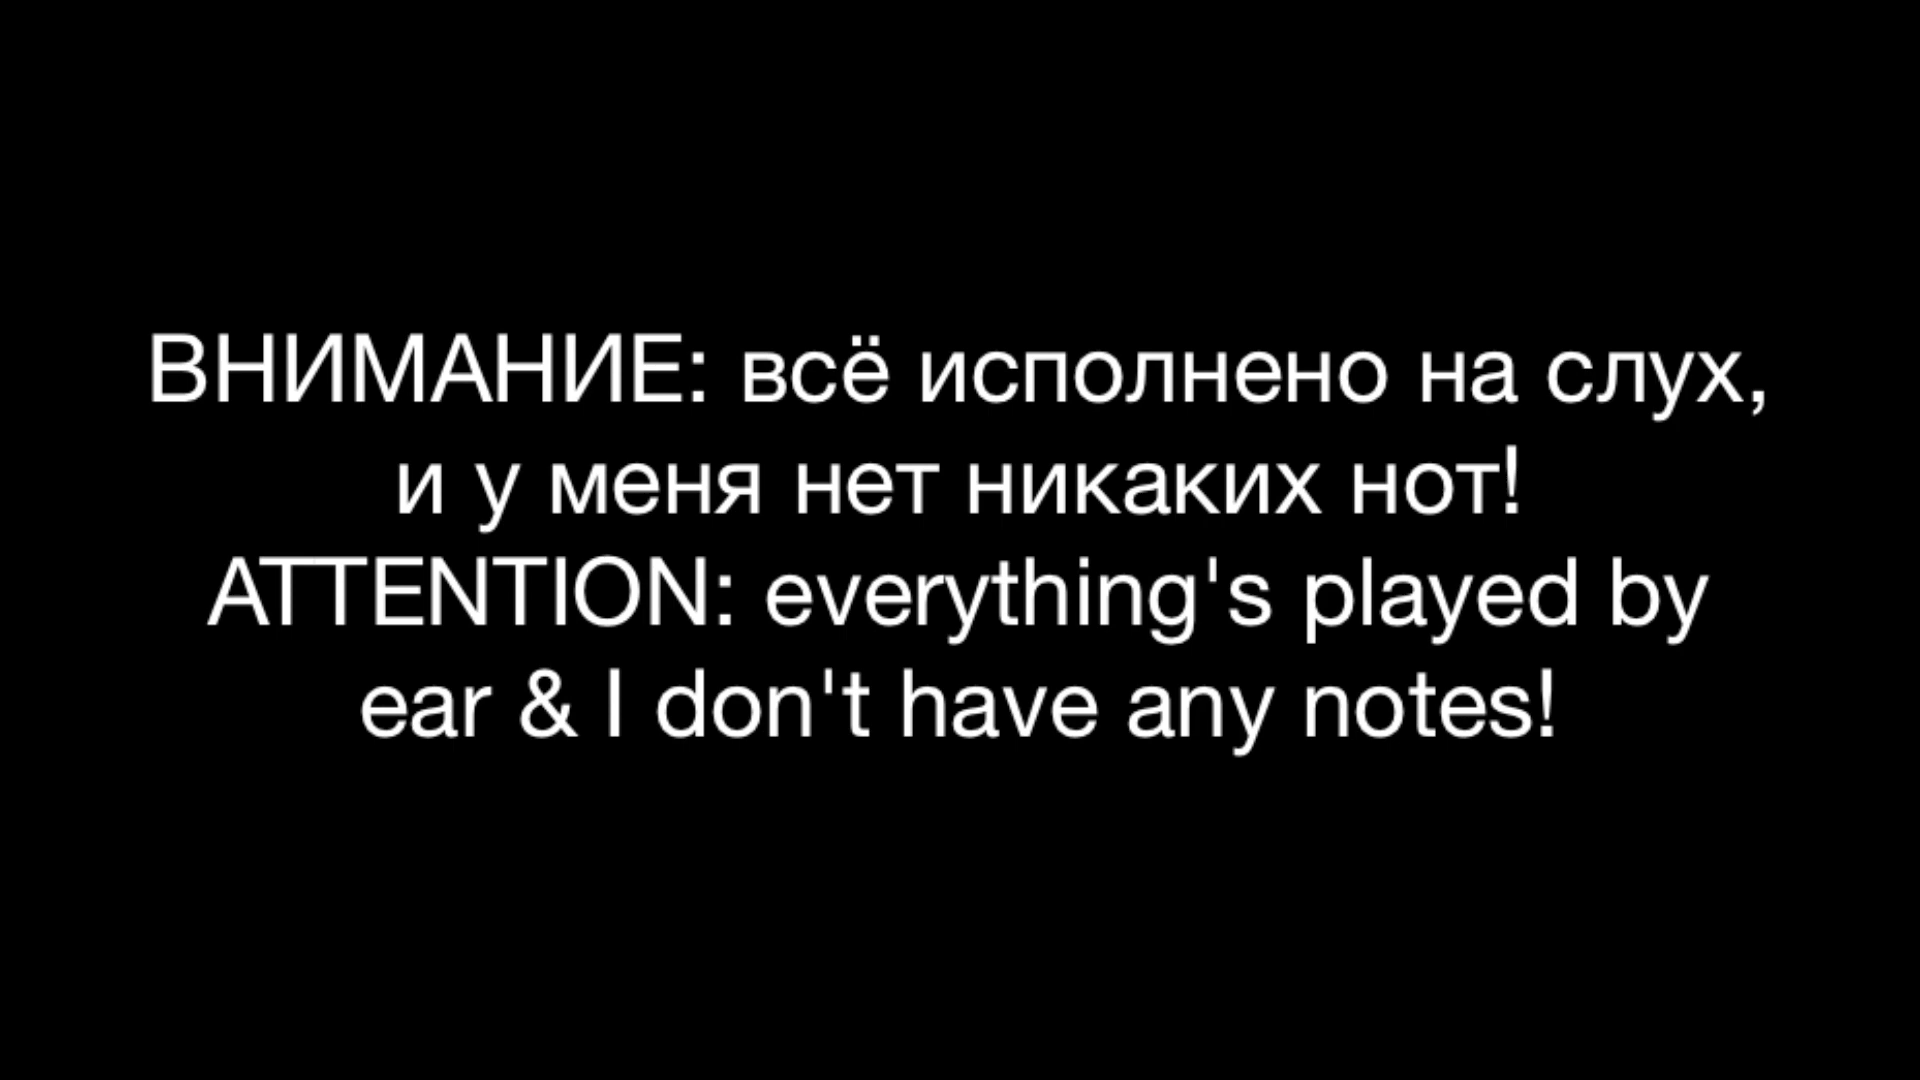 ВНИМАНИЕ: всё исполнено на слух,
и у меня нет никаких нот!
ATTENTION: everything's played by
ear & I don't have any notes!